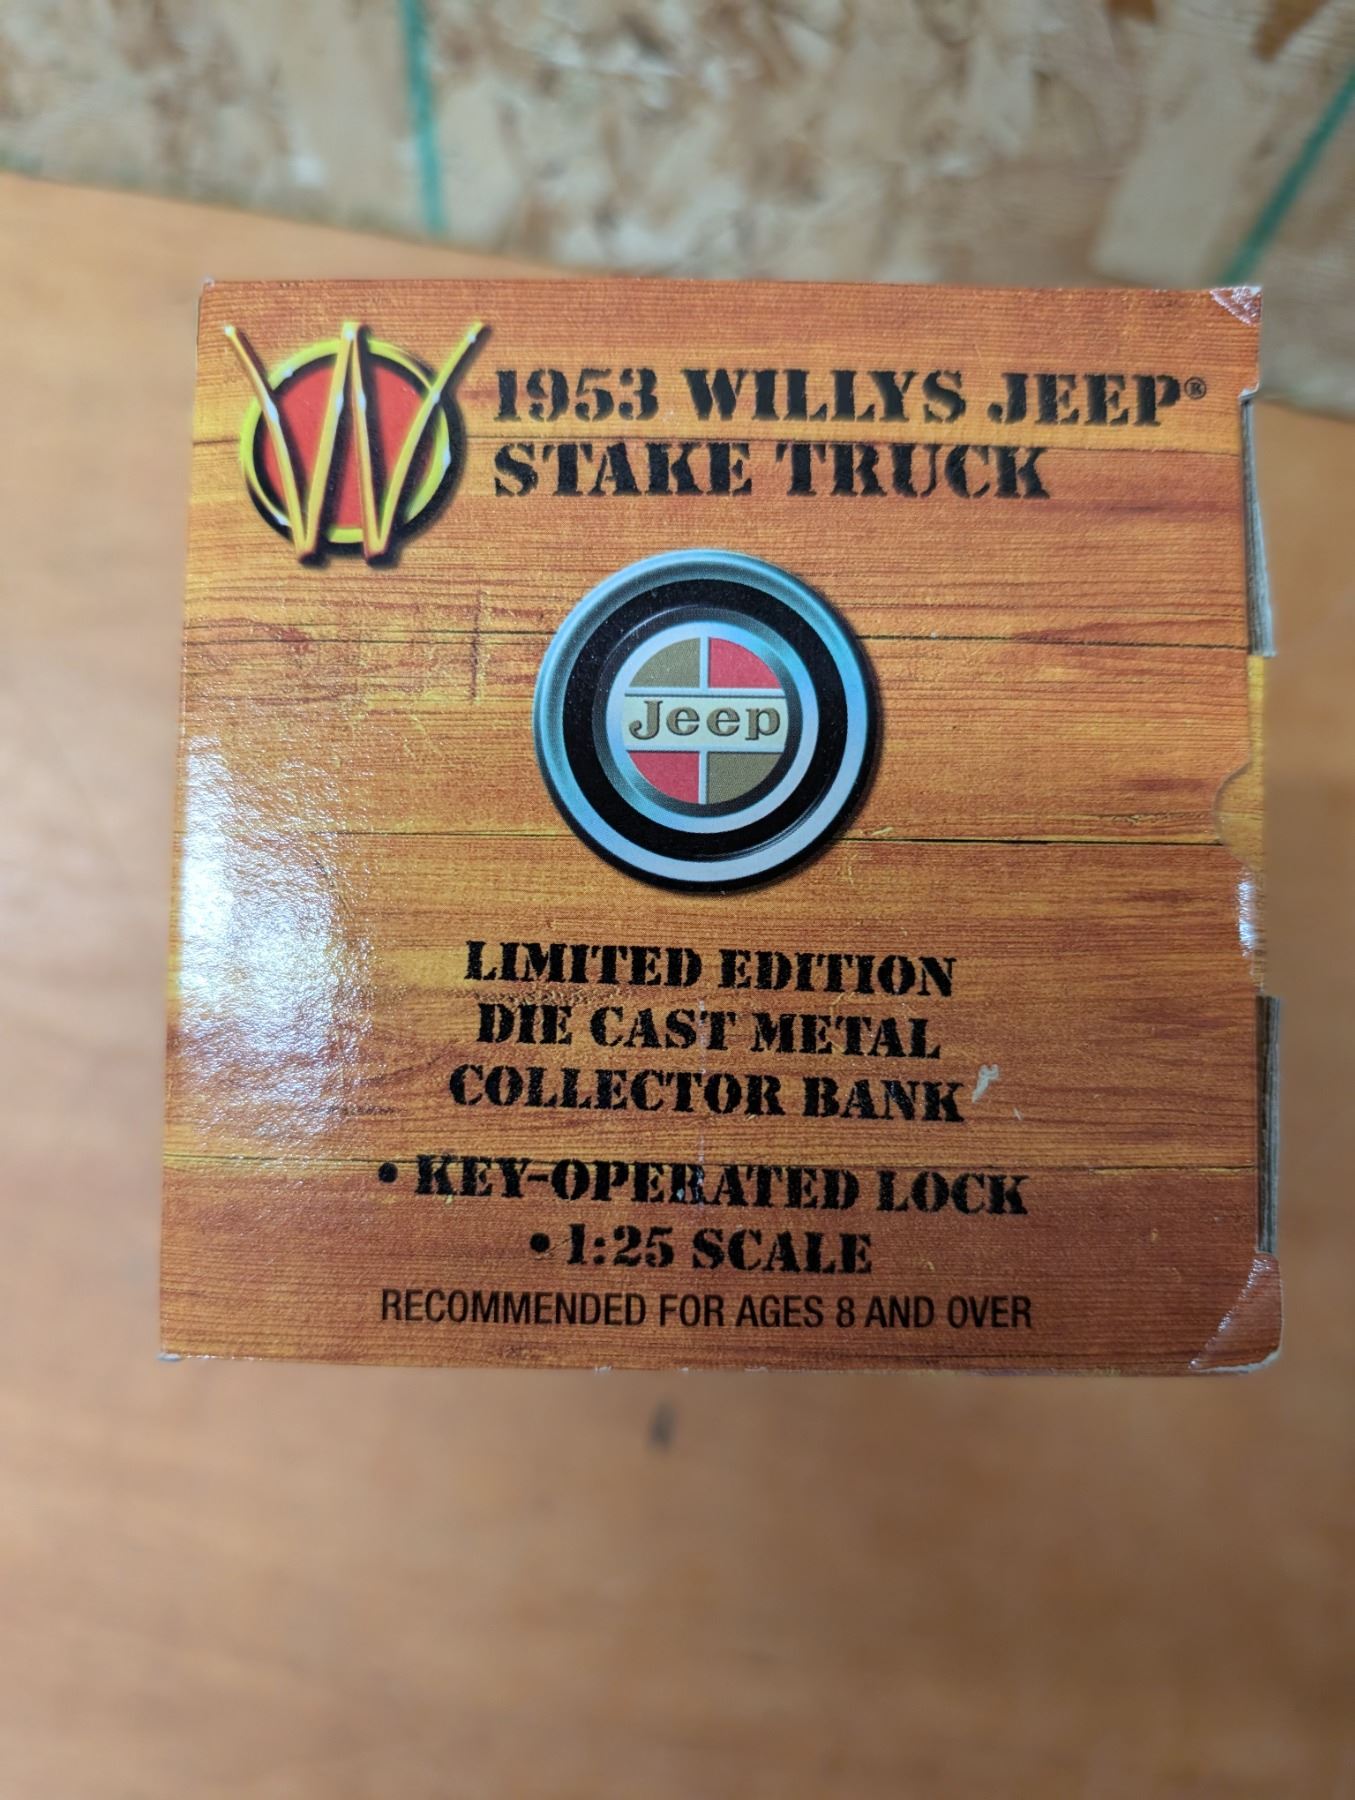 W
1953 WILLYS JEEP®
STAKE TRUCK
Jeep
LIMITED EDITION
DIE CAST METAL
COLLECTOR BANK
• KEY-OPERATED LOCK
• 1:25 SCALE
RECOMMENDED FOR AGES 8 AND OVER